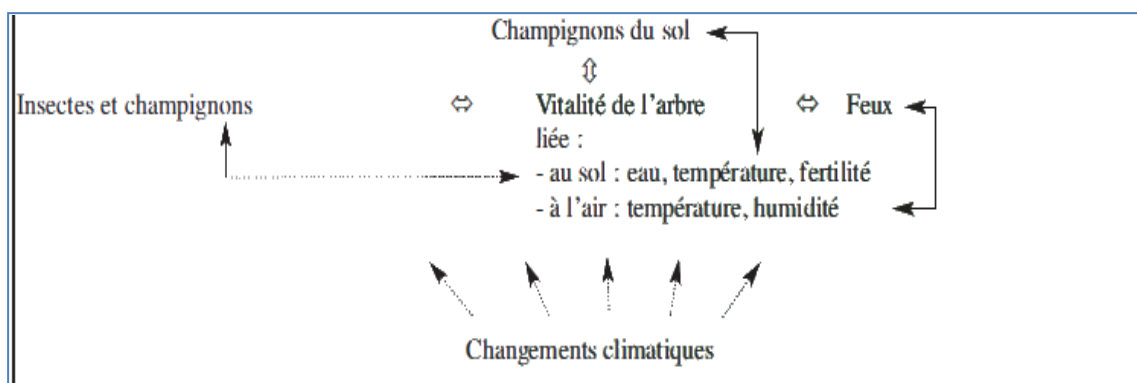 Champignons du sol
Insectes et champignons ⇔ Vitalité de l'arbre ⇔ Feux
liée :
- au sol : eau, température, fertilité
- à l'air : température, humidité
Changements climatiques